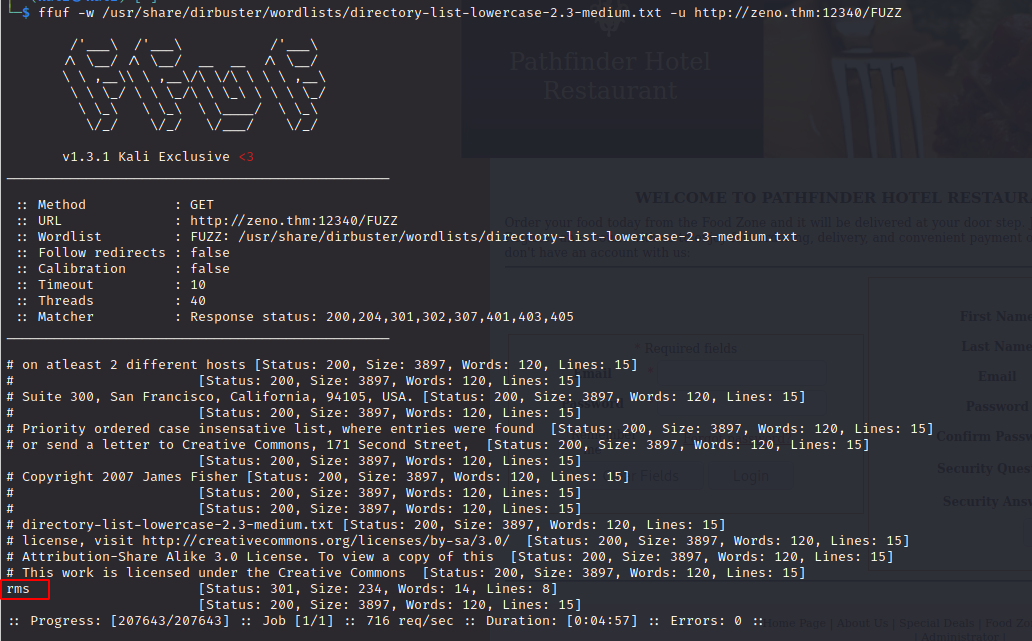 └─$ ffuf -w /usr/share/dirbuster/wordlists/directory-list-lowercase-2.3-medium.txt -u http://zeno.thm:12340/FUZZ
Pathfinder Hotel
Restaurant
v1.3.1 Kali Exclusive <3
:: Method : GET
:: URL : http://zeno.thm:12340/FUZZ
:: Wordlist : FUZZ: /usr/share/dirbuster/wordlists/directory-list-lowercase-2.3-medium.txt
:: Follow redirects : false
:: Calibration : false
:: Timeout : 10
:: Threads : 40
:: Matcher : Response status: 200,204,301,302,307,401,403,405
WELCOME TO PATHFINDER HOTEL RESTAURA
Order your food today from the Food Zone and it will be delivered at your door step.
ng, delivery, and convenient payment
don't have an account with us.
# on atleast 2 different hosts [Status: 200, Size: 3897, Words: 120, Lines: 15]
# [Status: 200, Size: 3897, Words: 120, Lines: 15]
# Suite 300, San Francisco, California, 94105, USA. [Status: 200, Size: 3897, Words: 120, Lines: 15]
# [Status: 200, Size: 3897, Words: 120, Lines: 15]
# Priority ordered case insensative list, where entries were found [Status: 200, Size: 3897, Words: 120, Lines: 15]
# or send a letter to Creative Commons, 171 Second Street, [Status: 200, Size: 3897, Words: 120, Lines: 15]
[Status: 200, Size: 3897, Words: 120, Lines: 15]
# Copyright 2007 James Fisher [Status: 200, Size: 3897, Words: 120, Lines: 15]
# [Status: 200, Size: 3897, Words: 120, Lines: 15]
# [Status: 200, Size: 3897, Words: 120, Lines: 15]
# directory-list-lowercase-2.3-medium.txt [Status: 200, Size: 3897, Words: 120, Lines: 15]
# license, visit http://creativecommons.org/licenses/by-sa/3.0/ [Status: 200, Size: 3897, Words: 120, Lines: 15]
# Attribution-Share Alike 3.0 License. To view a copy of this [Status: 200, Size: 3897, Words: 120, Lines: 15]
# This work is licensed under the Creative Commons [Status: 200, Size: 3897, Words: 120, Lines: 15]
rms [Status: 301, Size: 234, Words: 14, Lines: 8]
[Status: 200, Size: 3897, Words: 120, Lines: 15]
:: Progress: [207643/207643] :: Job [1/1] :: 716 req/sec :: Duration: [0:04:57] :: Errors: 0 ::
* Required fields
Fields
Login
First Name
Last Name
Email
Password
Confirm Passw
Security Ques
Security Ans
Home Page | About Us | Special Deals | Food Z
| Administrator |